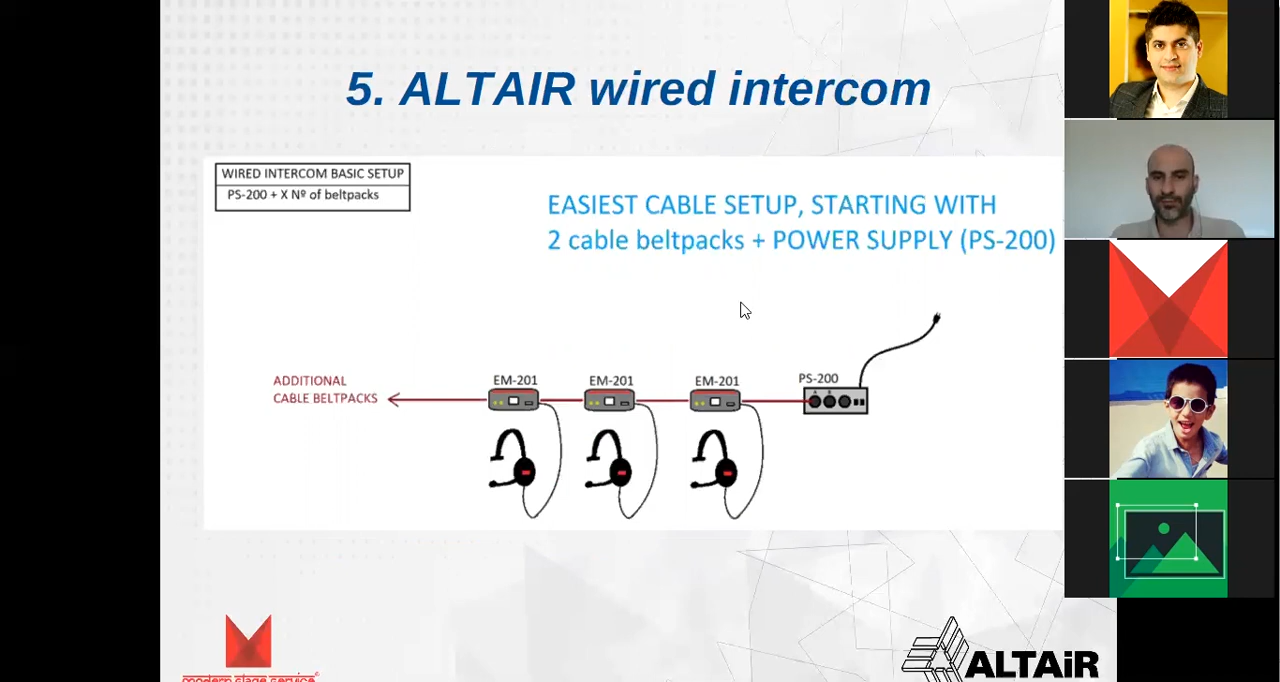 5. ALTAIR wired intercom
WIRED INTERCOM BASIC SETUP
PS-200 + X Nº of beltpacks
EASIEST CABLE SETUP, STARTING WITH
2 cable beltpacks + POWER SUPPLY (PS-200)
ADDITIONAL
CABLE BELTPACKS
EM-201
EM-201
EM-201
PS-200
modern stage service
ALTAiR